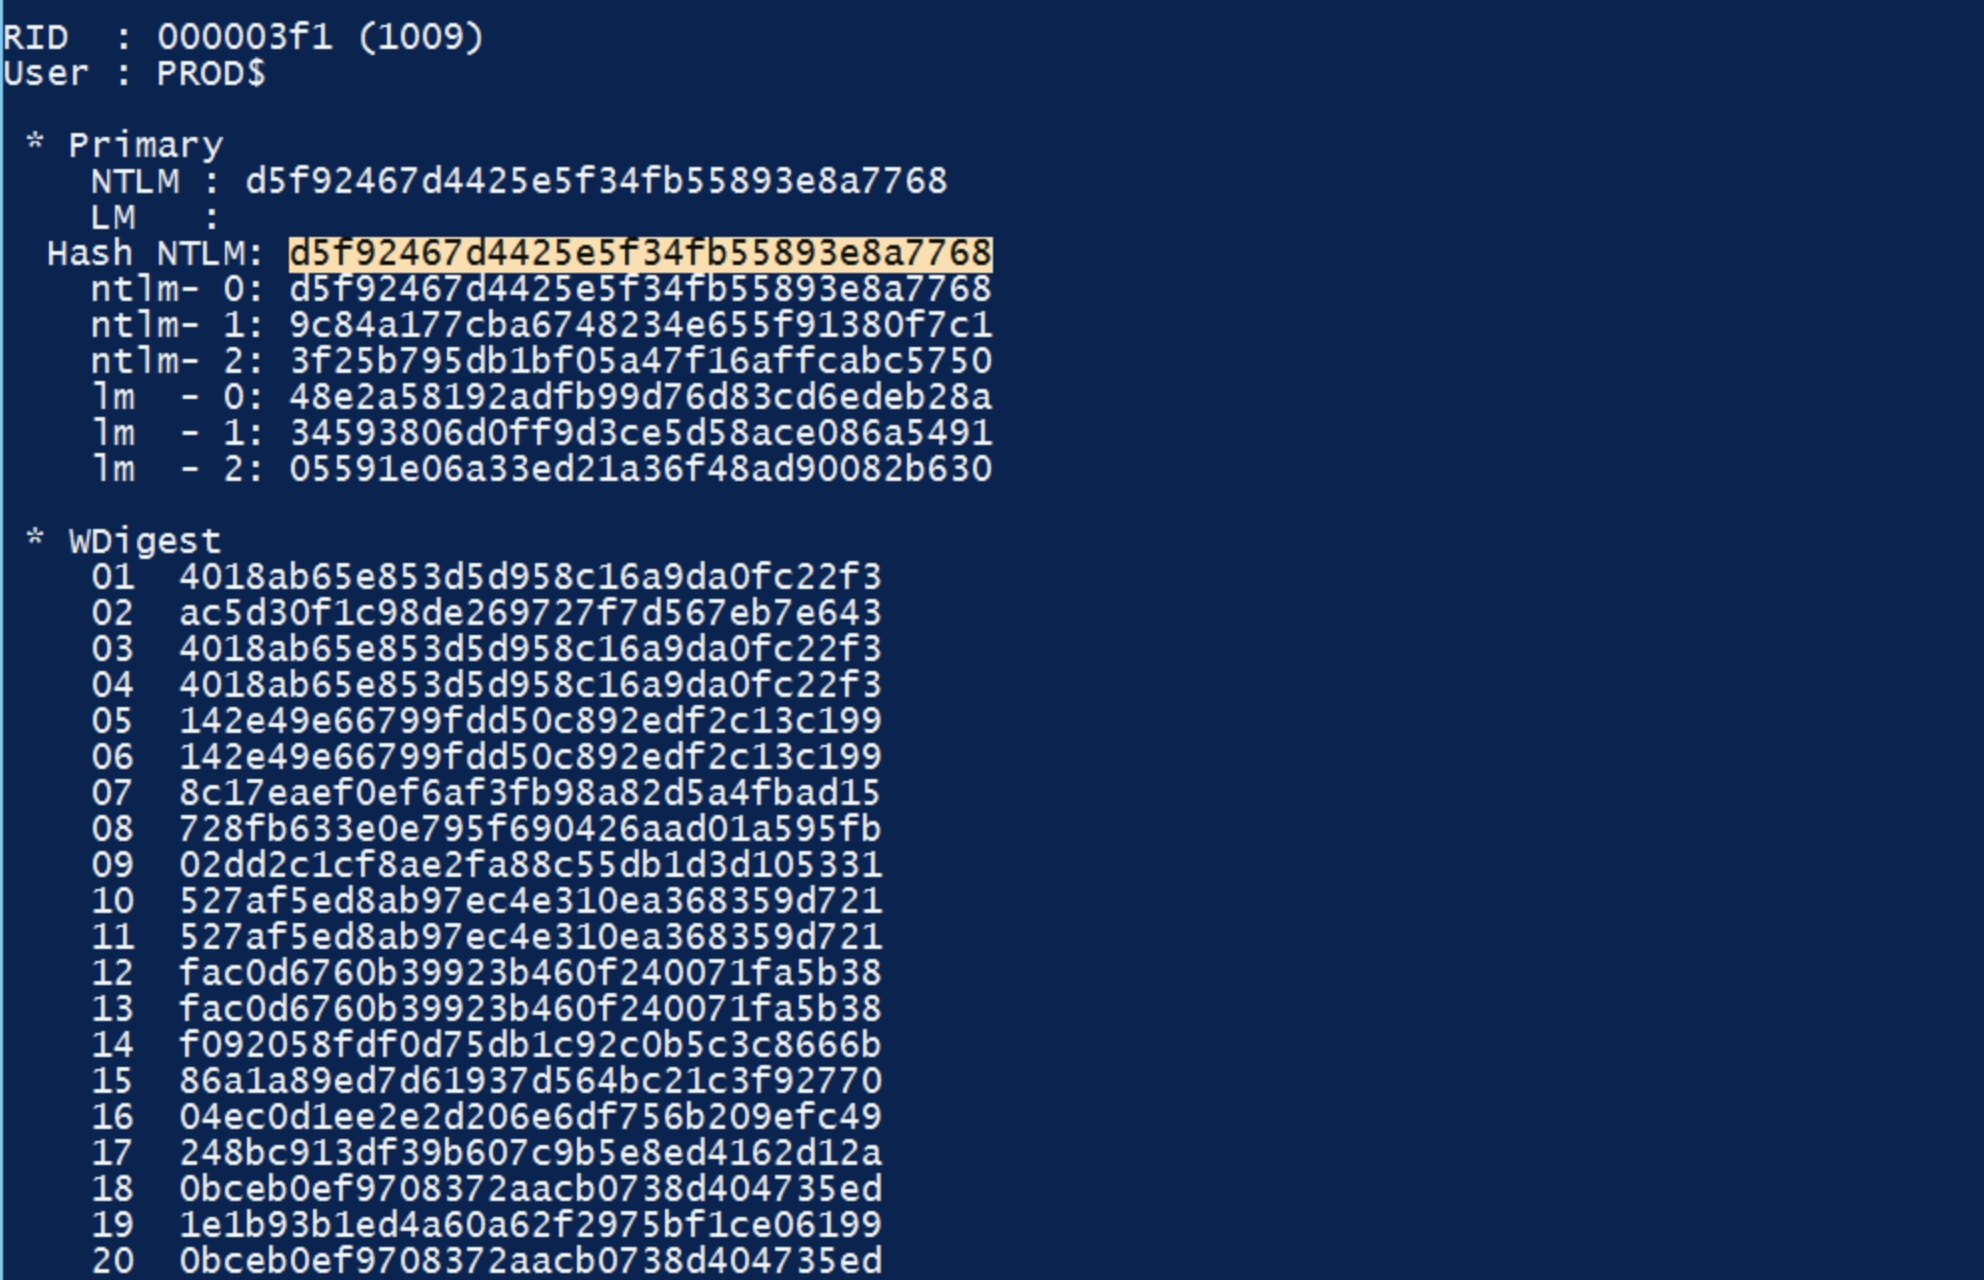 RID  : 000003f1 (1009)
User : PROD$
* Primary
NTLM : d5f92467d4425e5f34fb55893e8a7768
LM   :
Hash NTLM: d5f92467d4425e5f34fb55893e8a7768
ntlm- 0: d5f92467d4425e5f34fb55893e8a7768
ntlm- 1: 9c84a177cba6748234e655f91380f7c1
ntlm- 2: 3f25b795db1bf05a47f16affcabc5750
lm  - 0: 48e2a58192adfb99d76d83cd6edeb28a
lm  - 1: 34593806d0ff9d3ce5d58ace086a5491
lm  - 2: 05591e06a33ed21a36f48ad90082b630
* WDigest
01  4018ab65e853d5d958c16a9da0fc22f3
02  ac5d30f1c98de269727f7d567eb7e643
03  4018ab65e853d5d958c16a9da0fc22f3
04  4018ab65e853d5d958c16a9da0fc22f3
05  142e49e66799fdd50c892edf2c13c199
06  142e49e66799fdd50c892edf2c13c199
07  8c17eaef0ef6af3fb98a82d5a4fbad15
08  728fb633e0e795f690426aad01a595fb
09  02dd2c1cf8ae2fa88c55db1d3d105331
10  527af5ed8ab97ec4e310ea368359d721
11  527af5ed8ab97ec4e310ea368359d721
12  fac0d6760b39923b460f240071fa5b38
13  fac0d6760b39923b460f240071fa5b38
14  f092058fdf0d75db1c92c0b5c3c8666b
15  86a1a89ed7d61937d564bc21c3f92770
16  04ec0d1ee2e2d206e6df756b209efc49
17  248bc913df39b607c9b5e8ed4162d12a
18  0bceb0ef9708372aacb0738d404735ed
19  1e1b93b1ed4a60a62f2975bf1ce06199
20  0bceb0ef9708372aacb0738d404735ed